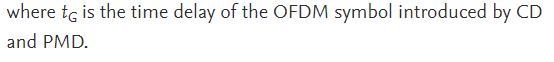 where t_G is the time delay of the OFDM symbol introduced by CD
and PMD.